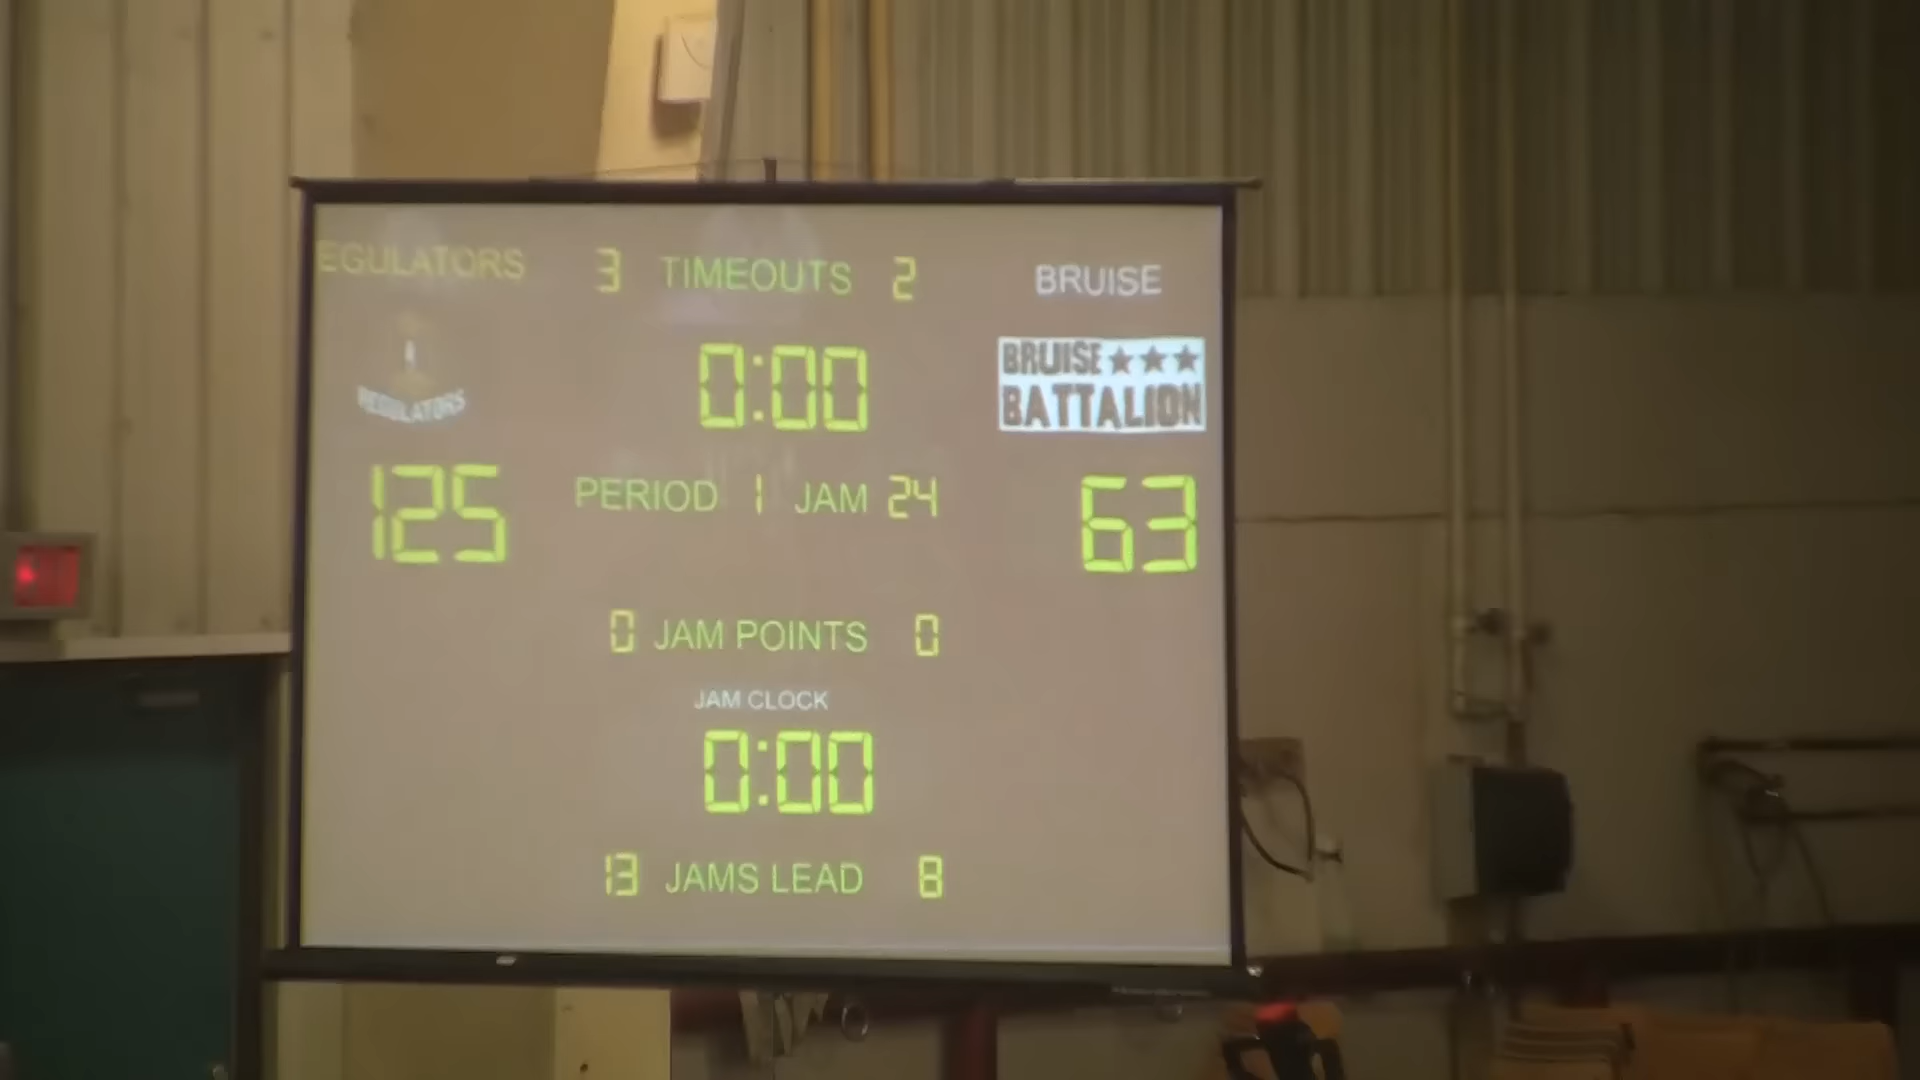 EGULATORS 3 TIMEOUTS 2 BRUISE
REGULATORS
0:00
BRUISE ★★★
BATTALION
125 PERIOD 1 JAM 24 63
0 JAM POINTS 0
JAM CLOCK
0:00
13 JAMS LEAD 8